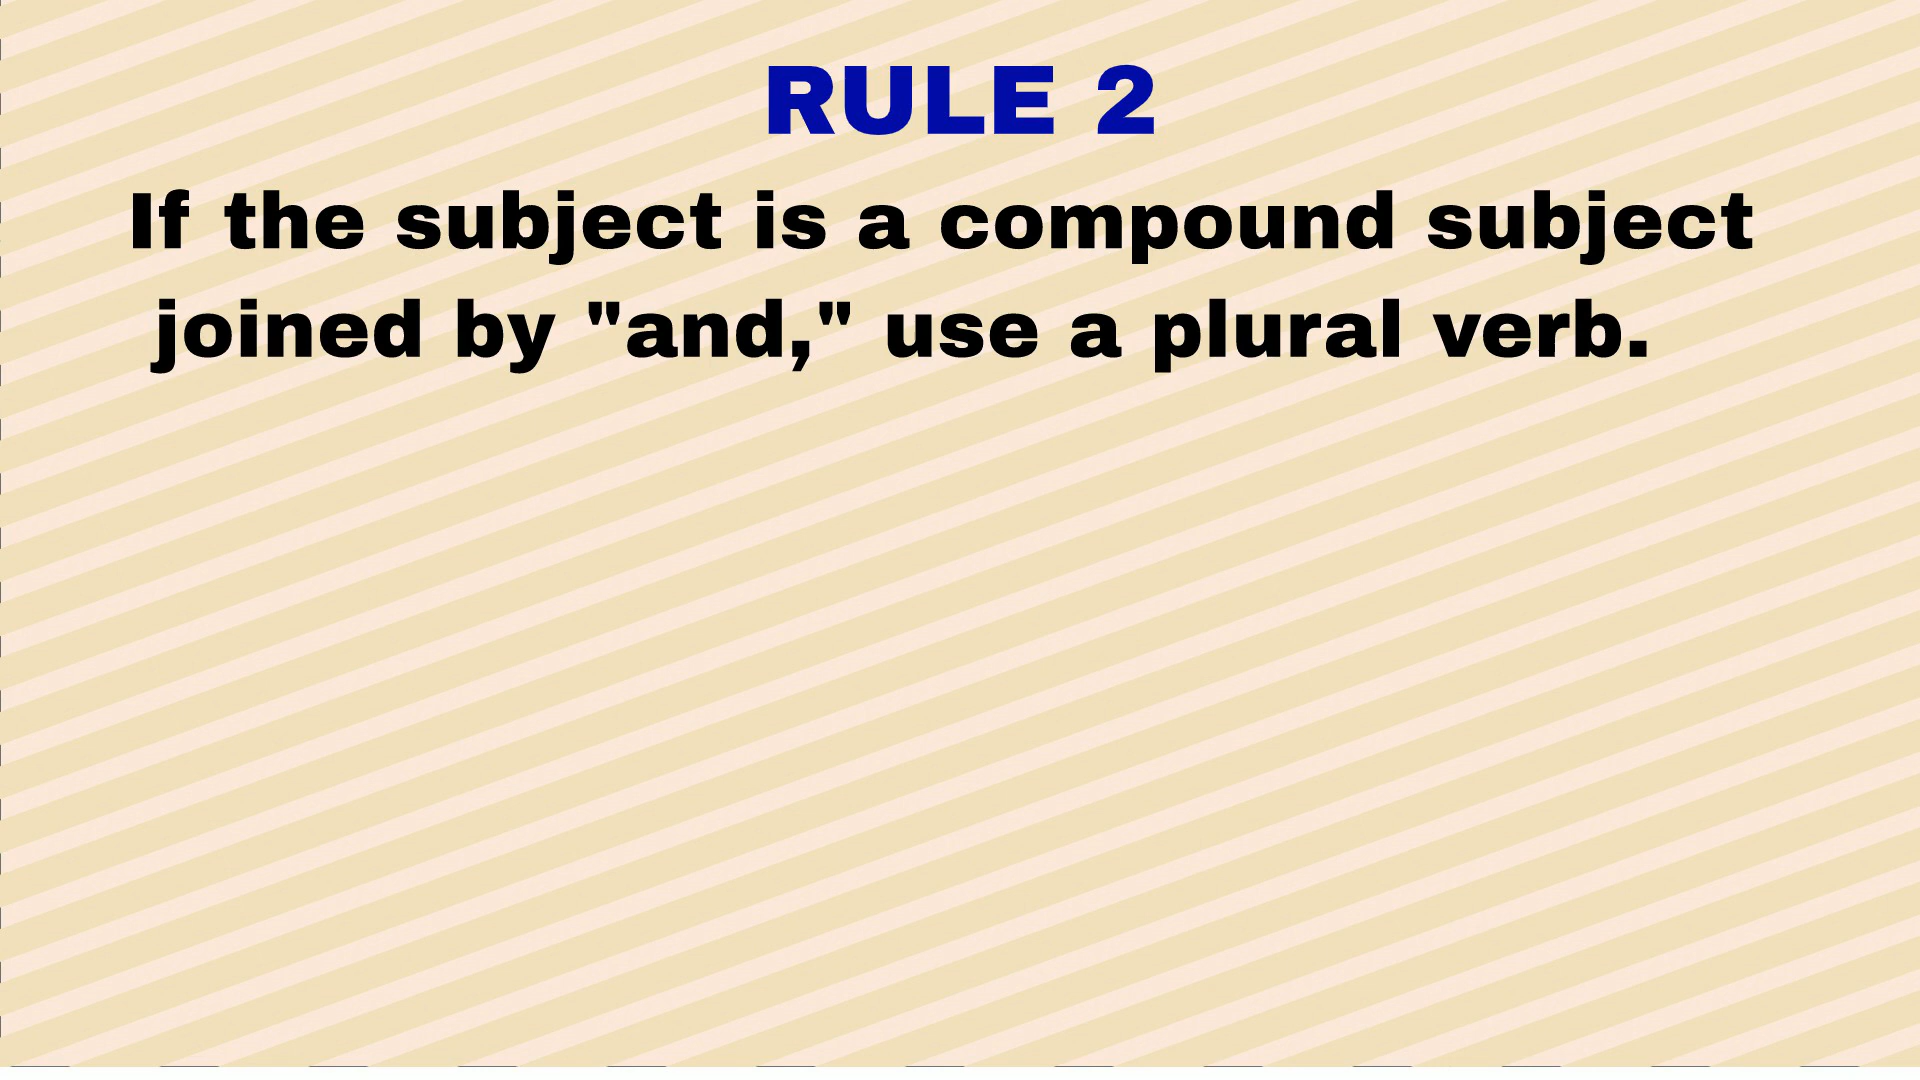 RULE 2
If the subject is a compound subject
joined by "and," use a plural verb.